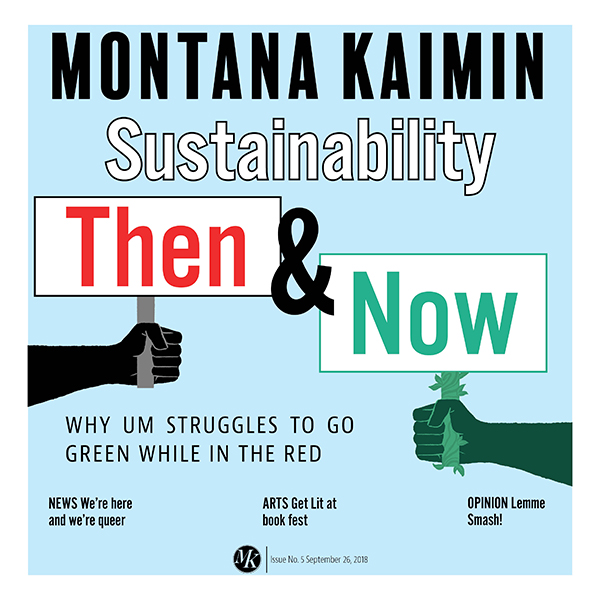 MONTANA KAIMIN
Sustainability
Then &
Now
WHY UM STRUGGLES TO GO
GREEN WHILE IN THE RED
NEWS We're here
and we're queer
ARTS Get Lit at
book fest
OPINION Lemme
Smash!
MK
Issue No. 5 September 26, 2018